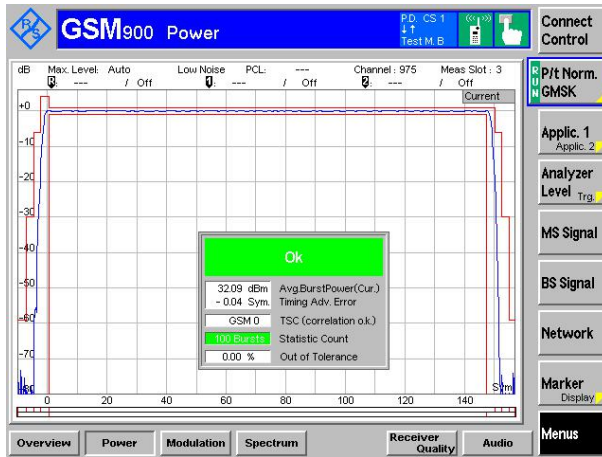 R/S
GSM900 Power
P.D. CS 1
Test M. B
Connect
Control
dB Max. Level: Auto Low Noise PCL: --- Channel : 975 Meas Slot : 3
--- / Off --- / Off --- / Off
Current
RUN
P/t Norm.
GMSK
Applic. 1
Applic. 2
Analyzer
Level Trg.
MS Signal
BS Signal
Network
Marker
Display
Menus
+0
-10
-20
-30
-40
-50
-60
-70
-80
Ok
32.09 dBm Avg.BurstPower(Cur.)
- 0.04 Sym. Timing Adv. Error
GSM 0 TSC (correlation o.k.)
100 Bursts Statistic Count
0.00 % Out of Tolerance
0 20 40 60 80 100 120 140 Sym
Overview Power Modulation Spectrum Receiver Quality Audio